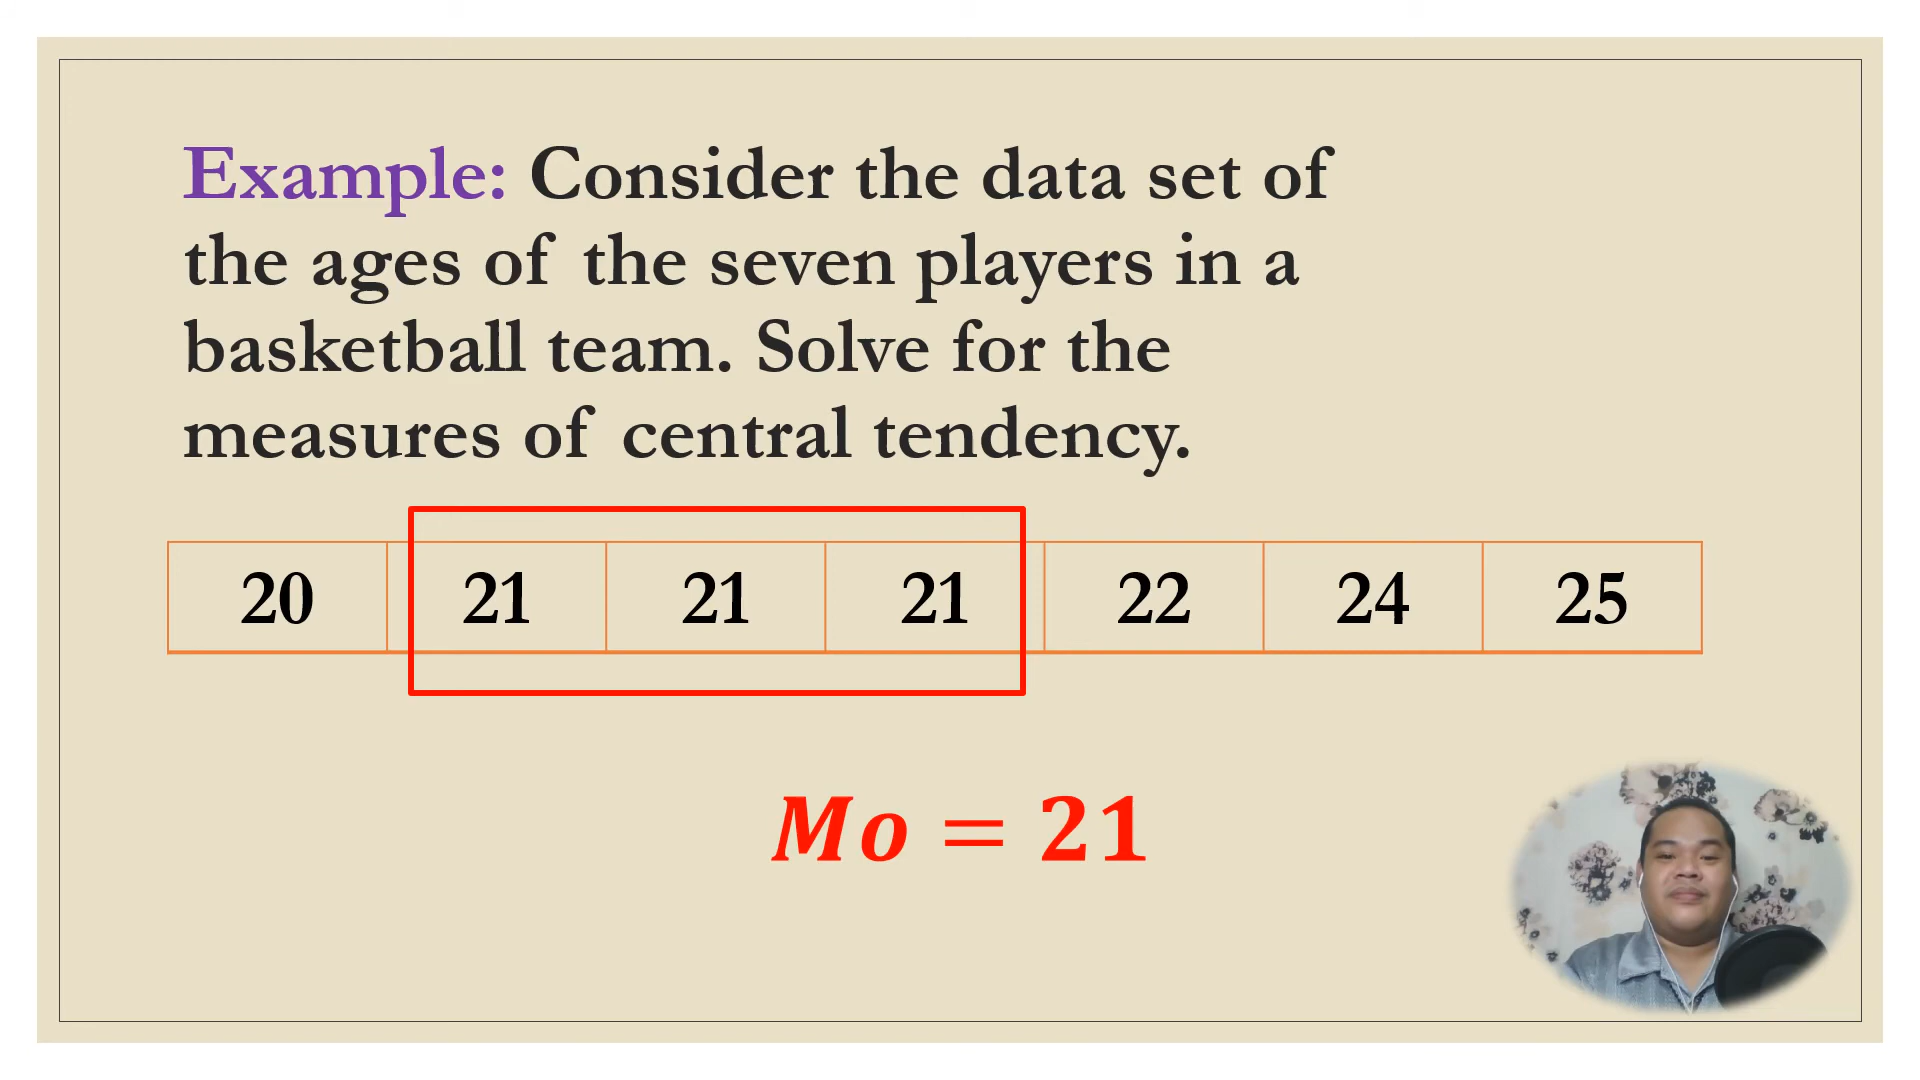 Example: Consider the data set of
the ages of the seven players in a
basketball team. Solve for the
measures of central tendency.
20 21 21 21 22 24 25
Mo = 21